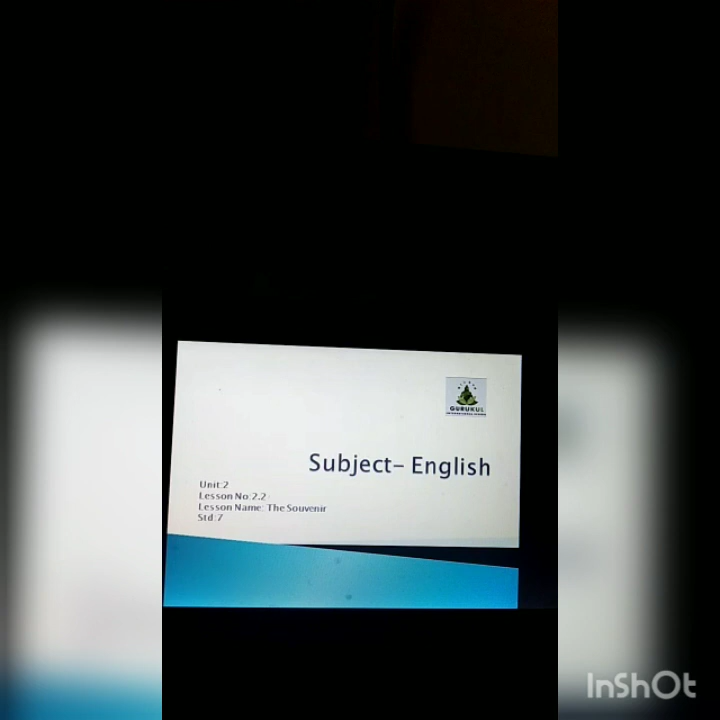 GURUKUL
Subject– English
Unit:2
Lesson No:2.2
Lesson Name: The Souvenir
Std:7
InShOt